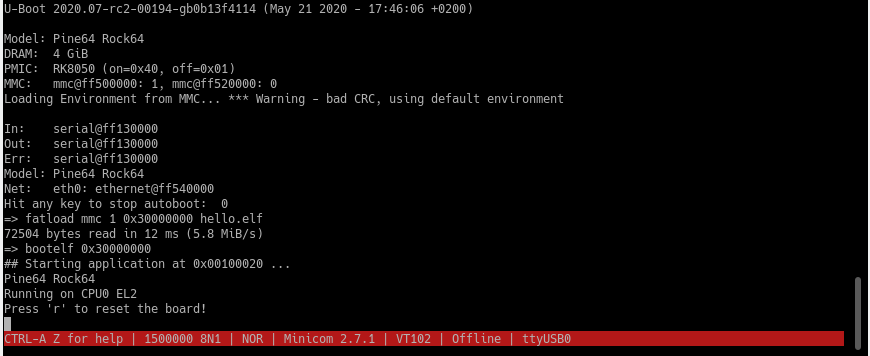 U-Boot 2020.07-rc2-00194-gb0b13f4114 (May 21 2020 - 17:46:06 +0200)
Model: Pine64 Rock64
DRAM:  4 GiB
PMIC:  RK8050 (on=0x40, off=0x01)
MMC:   mmc@ff500000: 1, mmc@ff520000: 0
Loading Environment from MMC... *** Warning - bad CRC, using default environment
In:    serial@ff130000
Out:   serial@ff130000
Err:   serial@ff130000
Model: Pine64 Rock64
Net:   eth0: ethernet@ff540000
Hit any key to stop autoboot:  0
=> fatload mmc 1 0x30000000 hello.elf
72504 bytes read in 12 ms (5.8 MiB/s)
=> bootelf 0x30000000
## Starting application at 0x00100020 ...
Pine64 Rock64
Running on CPU0 EL2
Press 'r' to reset the board!
CTRL-A Z for help | 1500000 8N1 | NOR | Minicom 2.7.1 | VT102 | Offline | ttyUSB0